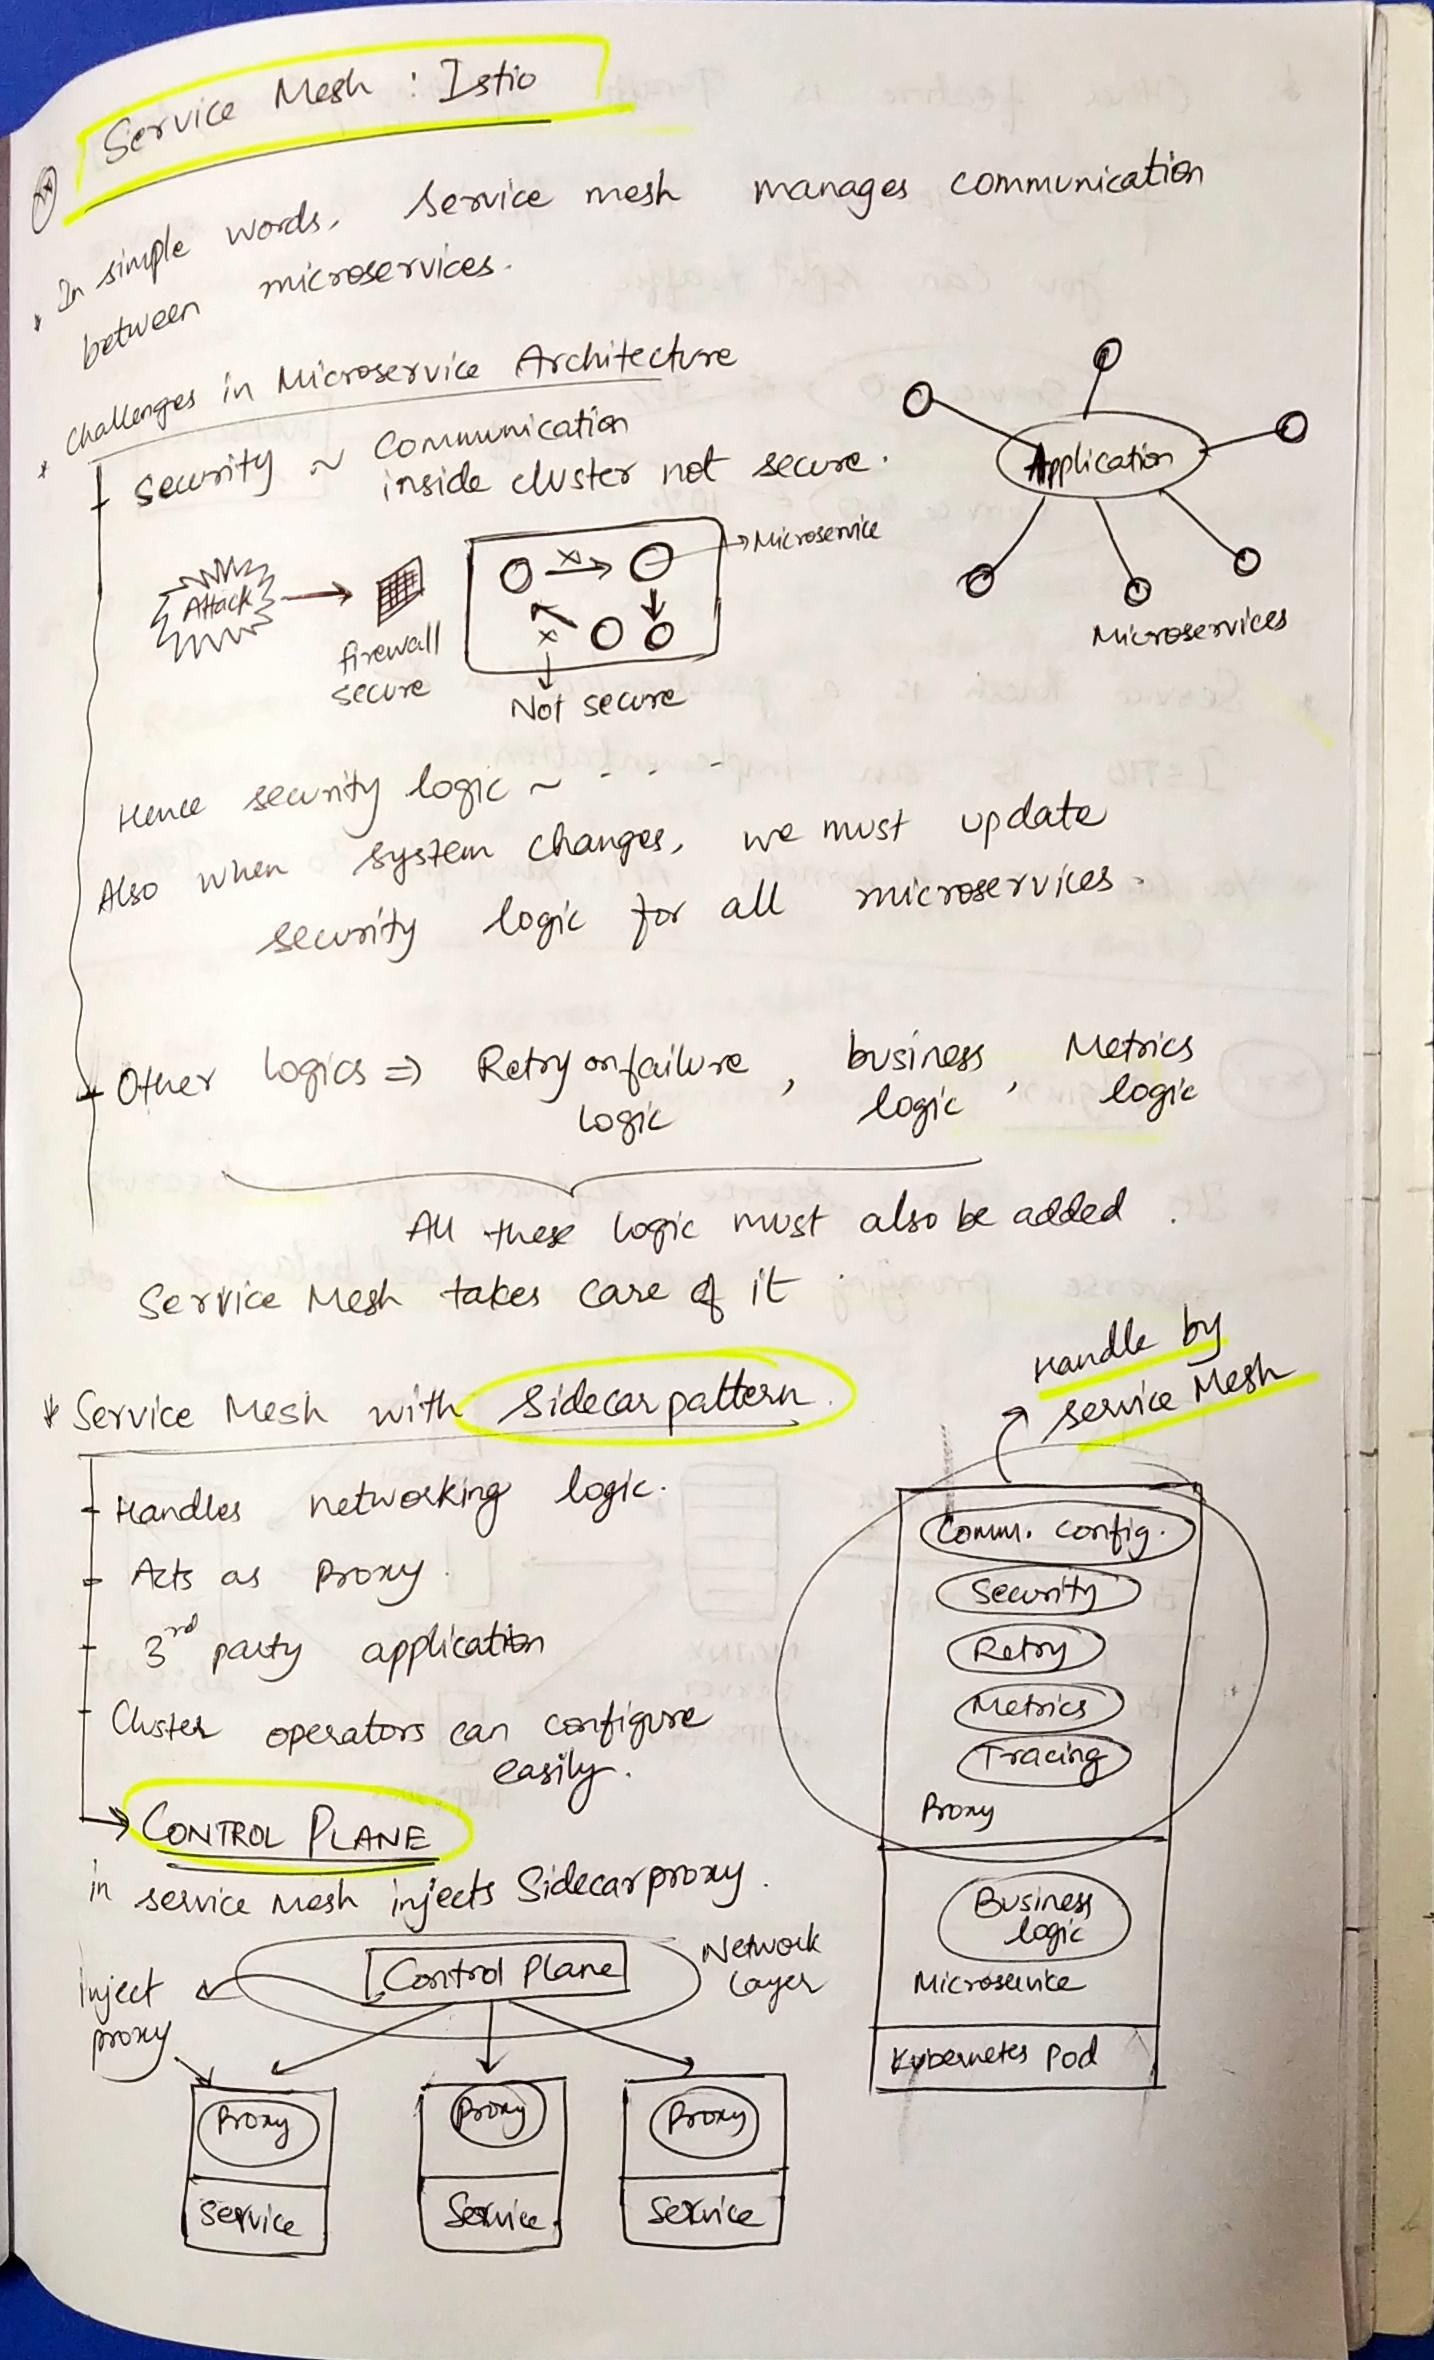 Service Mesh : Istio
* In simple words, Service mesh manages communication
between microservices.
* Challenges in Microservice Architecture
Security ~ Communication
inside cluster not secure.
Application
Microservices
Attack
firewall
secure
x
→ Microservice
x
Not secure
Hence security logic ~ - - - -
Also when system changes, we must update
security logic for all microservices.
Other Logics => Retry on failure , business , Metrics
Logic logic logic
All these logic must also be added .
Service Mesh takes care of it .
* Service Mesh with Sidecar pattern.
Handles networking logic.
Acts as Proxy.
3rd party application
Cluster operators can configure
easily.
→ CONTROL PLANE
in service mesh injects Sidecar proxy.
Handle by
service Mesh
Comm. config.
Security
Retry
Metrics
Tracing
Proxy
Business
logic
Microservice
Kubernetes Pod
Control Plane
Network
Layer
Inject
proxy
Proxy Proxy Proxy
Service Service Service